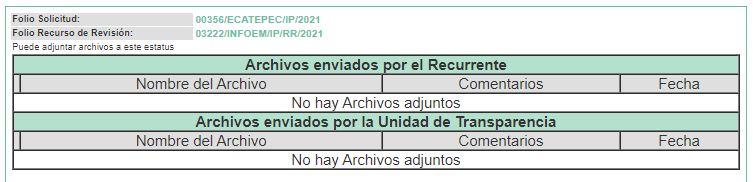 Folio Solicitud: 00356/ECATEPEC/IP/2021
Folio Recurso de Revisión: 03222/INFOEM/IP/RR/2021
Puede adjuntar archivos a este estatus
Archivos enviados por el Recurrente
Nombre del Archivo Comentarios Fecha
No hay Archivos adjuntos
Archivos enviados por la Unidad de Transparencia
Nombre del Archivo Comentarios Fecha
No hay Archivos adjuntos